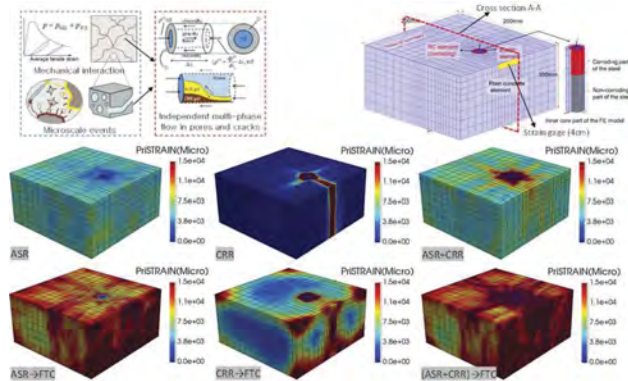 p = pASR + pFTC
Average tensile strain
Mechanical interaction
Microscale events
Independent multi-phase
flow in pores and cracks
Cross section A-A
200mm
RC element
(corroding)
Plain concrete
element
Strain gage (4cm)
Corroding
part of
the steel
Non-corroding
part of the ste
Inner core part of the FE model
PriSTRAIN(Micro)
1.5e+04
1.1e+04
7.5e+03
3.8e+03
0.0e+00
ASR
PriSTRAIN(Micro)
1.5e+04
1.1e+04
7.5e+03
3.8e+03
0.0e+00
CRR
PriSTRAIN(Micro)
1.5e+04
1.1e+04
7.5e+03
3.8e+03
0.0e+00
ASR+CRR
PriSTRAIN(Micro)
1.5e+04
1.1e+04
7.5e+03
3.8e+03
0.0e+00
ASR→FTC
PriSTRAIN(Micro)
1.5e+04
1.1e+04
7.5e+03
3.8e+03
0.0e+00
CRR→FTC
PriSTRAIN(Micro)
1.5e+04
1.1e+04
7.5e+03
3.8e+03
0.0e+00
(ASR+CRR)→FTC